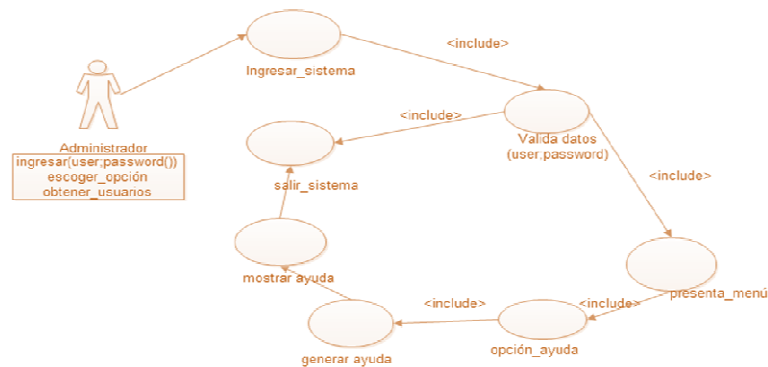 <include>
Ingresar_sistema
<include>
Administrador
Valida datos
(user;password)
ingresar(user;password())
escoger_opción
obtener_usuarios
salir_sistema
<include>
mostrar ayuda
presenta_menú
<include>
<include>
opción_ayuda
generar ayuda